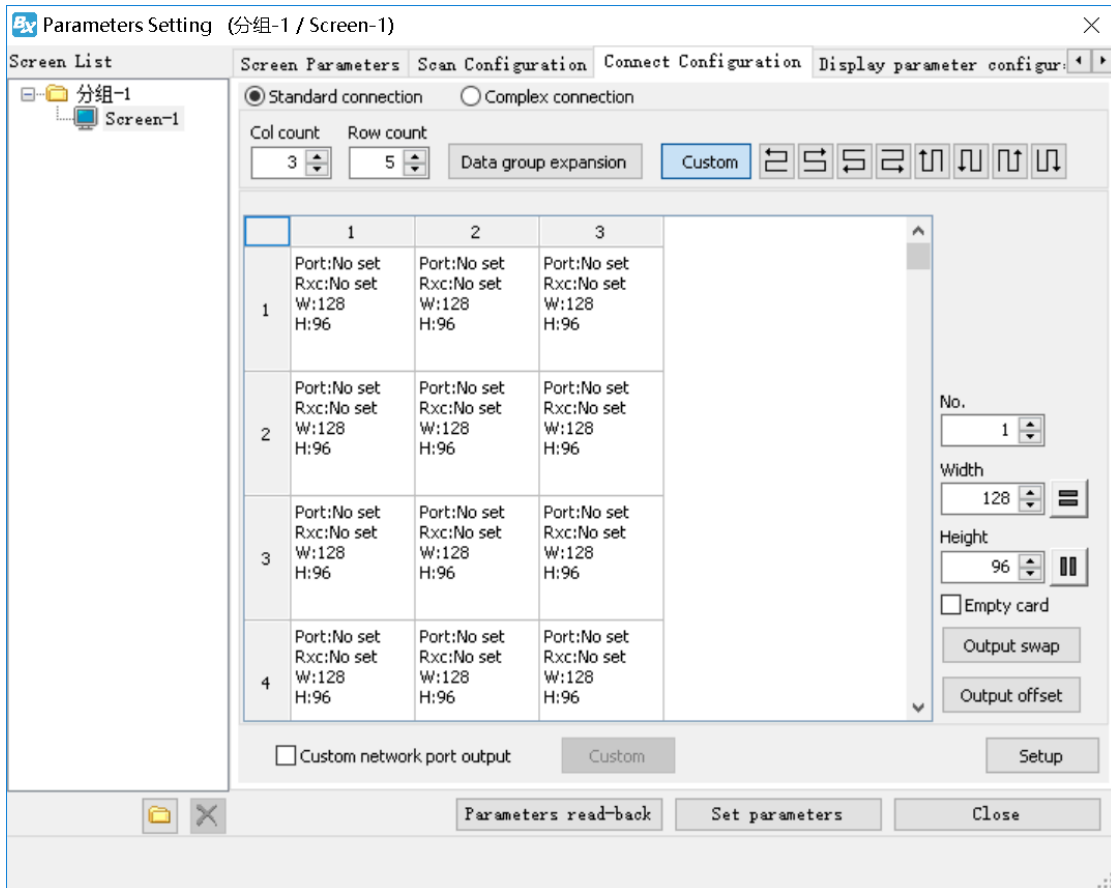 BX Parameters Setting (分组-1 / Screen-1)
Screen List
Screen Parameters Scan Configuration Connect Configuration Display parameter configur
分组-1
Screen-1
Standard connection Complex connection
Col count Row count
3 5 Data group expansion Custom
1 2 3
Port:No set Port:No set Port:No set
Rxc:No set Rxc:No set Rxc:No set
1 W:128 W:128 W:128
H:96 H:96 H:96
Port:No set Port:No set Port:No set
Rxc:No set Rxc:No set Rxc:No set
2 W:128 W:128 W:128
H:96 H:96 H:96
Port:No set Port:No set Port:No set
Rxc:No set Rxc:No set Rxc:No set
3 W:128 W:128 W:128
H:96 H:96 H:96
Port:No set Port:No set Port:No set
Rxc:No set Rxc:No set Rxc:No set
4 W:128 W:128 W:128
H:96 H:96 H:96
No.
1
Width
128
Height
96
Empty card
Output swap
Output offset
Custom network port output Custom Setup
Parameters read-back Set parameters Close